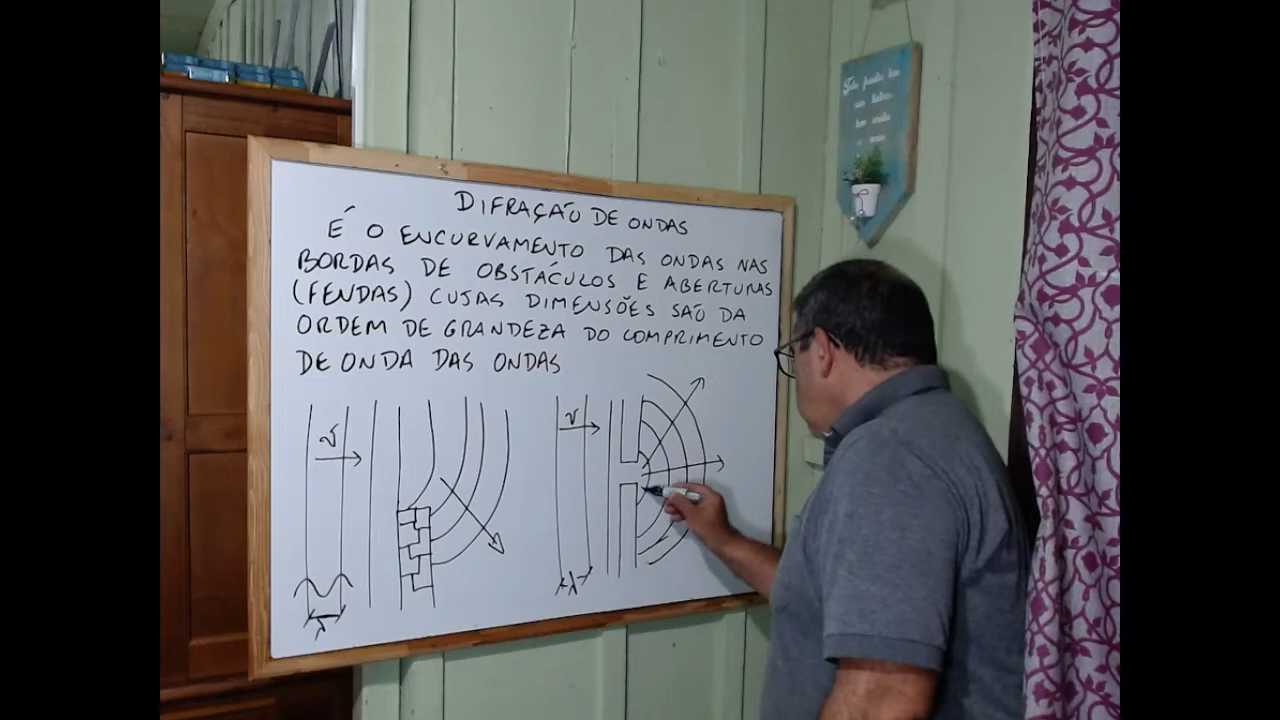 DIFRAÇÃO DE ONDAS
É O ENCURVAMENTO DAS ONDAS NAS
BORDAS DE OBSTÁCULOS E ABERTURAS
(FENDAS) CUJAS DIMENSÕES SÃO DA
ORDEM DE GRANDEZA DO COMPRIMENTO
DE ONDA DAS ONDAS
v
v
λ
λ